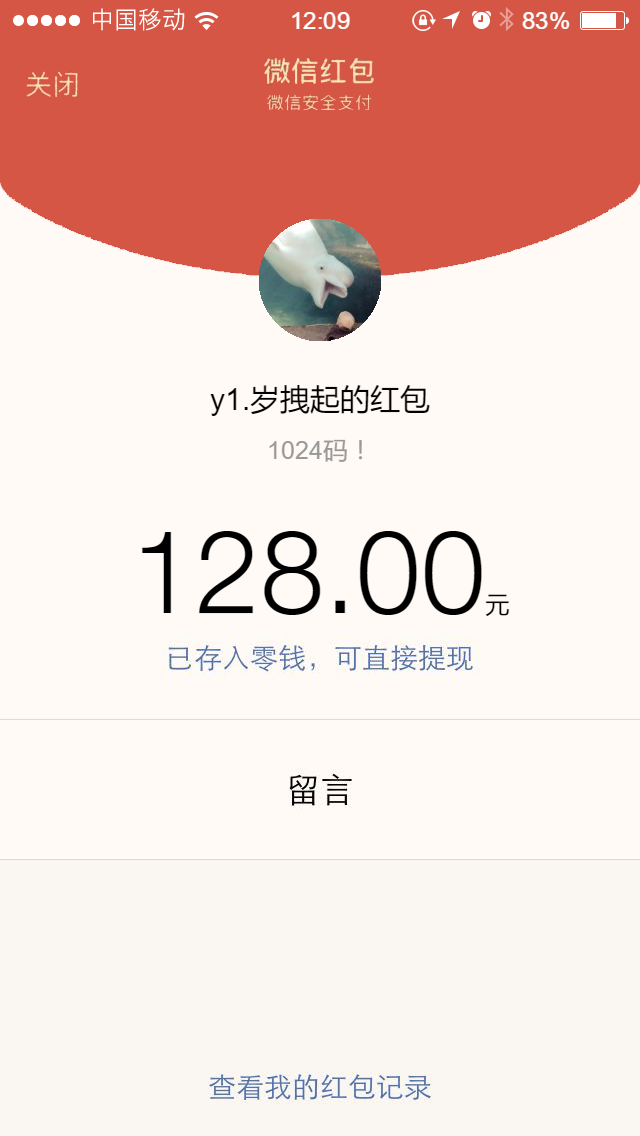 中国移动 12:09 83%
关闭
微信红包
微信安全支付
y1.岁拽起的红包
1024码！
128.00元
已存入零钱，可直接提现
留言
查看我的红包记录